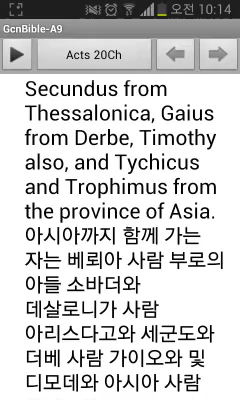 오전 10:14
GcnBible-A9
Acts 20Ch
Secundus from
Thessalonica, Gaius
from Derbe, Timothy
also, and Tychicus
and Trophimus from
the province of Asia.
아시아까지 함께 가는
자는 베뢰아 사람 부로의
아들 소바더와
데살로니가 사람
아리스다고와 세군도와
더베 사람 가이오와 및
디모데와 아시아 사람